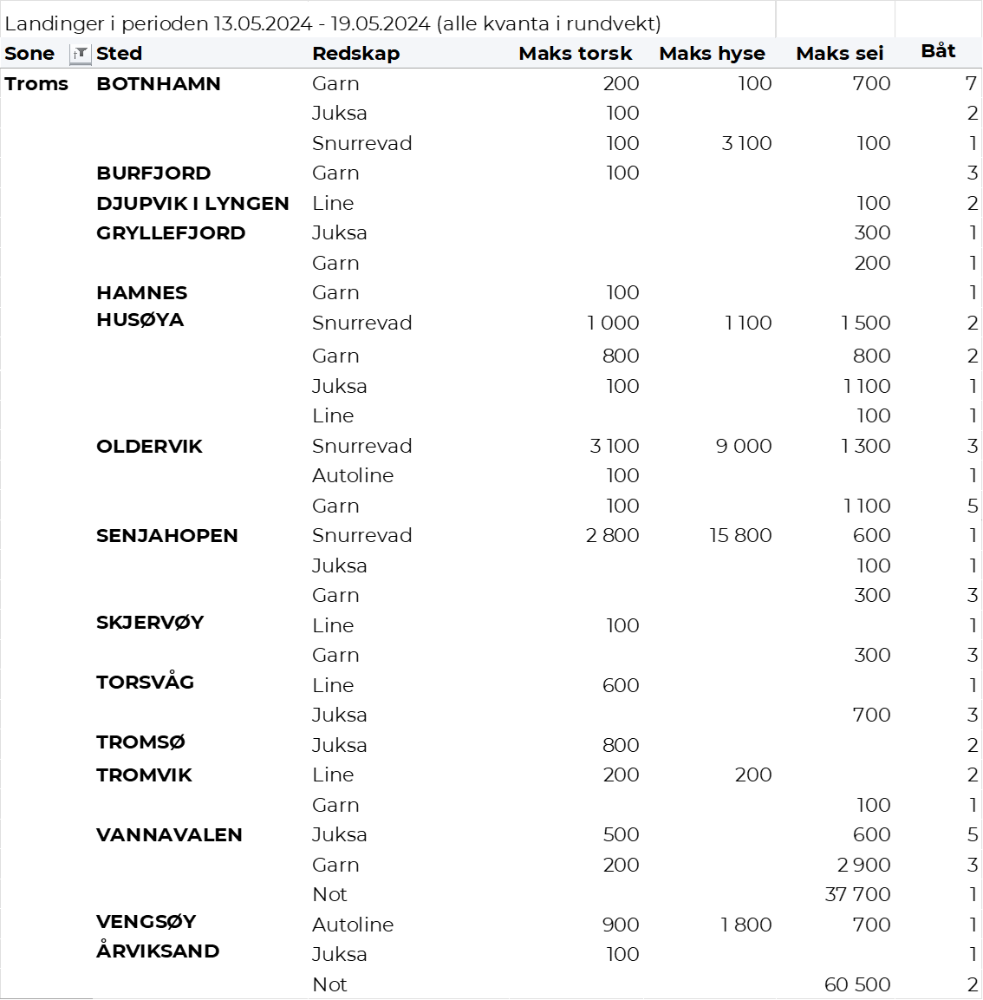 Landinger i perioden 13.05.2024 - 19.05.2024 (alle kvanta i rundvekt)
Sone Sted Redskap Maks torsk Maks hyse Maks sei Båt
Troms BOTNHAMN Garn 200 100 700 7
Juksa 100 2
Snurrevad 100 3 100 100 1
BURFJORD Garn 100 3
DJUPVIK I LYNGEN Line 100 2
GRYLLEFJORD Juksa 300 1
Garn 200 1
HAMNES Garn 100 1
HUSØYA Snurrevad 1 000 1 100 1 500 2
Garn 800 800 2
Juksa 100 1 100 1
Line 100 1
OLDERVIK Snurrevad 3 100 9 000 1 300 3
Autoline 100 1
Garn 100 1 100 5
SENJAHOPEN Snurrevad 2 800 15 800 600 1
Juksa 100 1
Garn 300 3
SKJERVØY Line 100 1
Garn 300 3
TORSVÅG Line 600 1
Juksa 700 3
TROMSØ Juksa 800 2
TROMVIK Line 200 200 2
Garn 100 1
VANNAVALEN Juksa 500 600 5
Garn 200 2 900 3
Not 37 700 1
VENGSØY Autoline 900 1 800 700 1
ÅRVIKSAND Juksa 100 1
Not 60 500 2